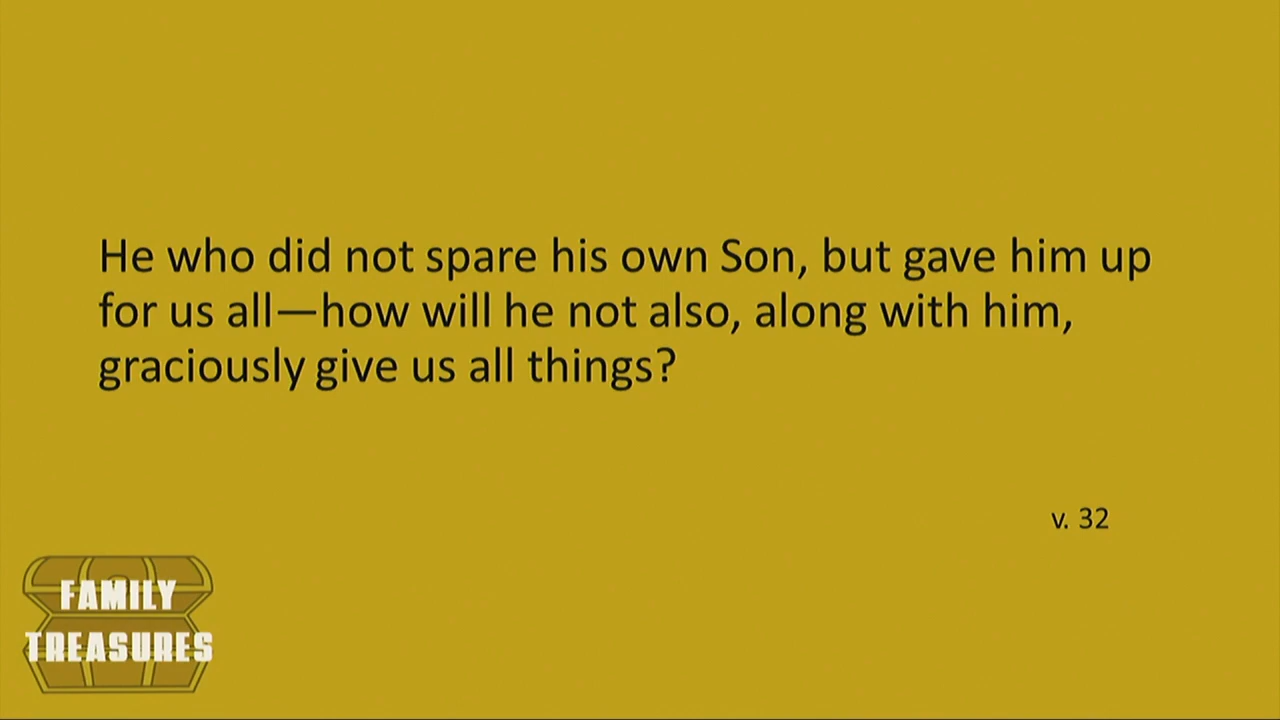 He who did not spare his own Son, but gave him up
for us all—how will he not also, along with him,
graciously give us all things?
v. 32
FAMILY
TREASURES